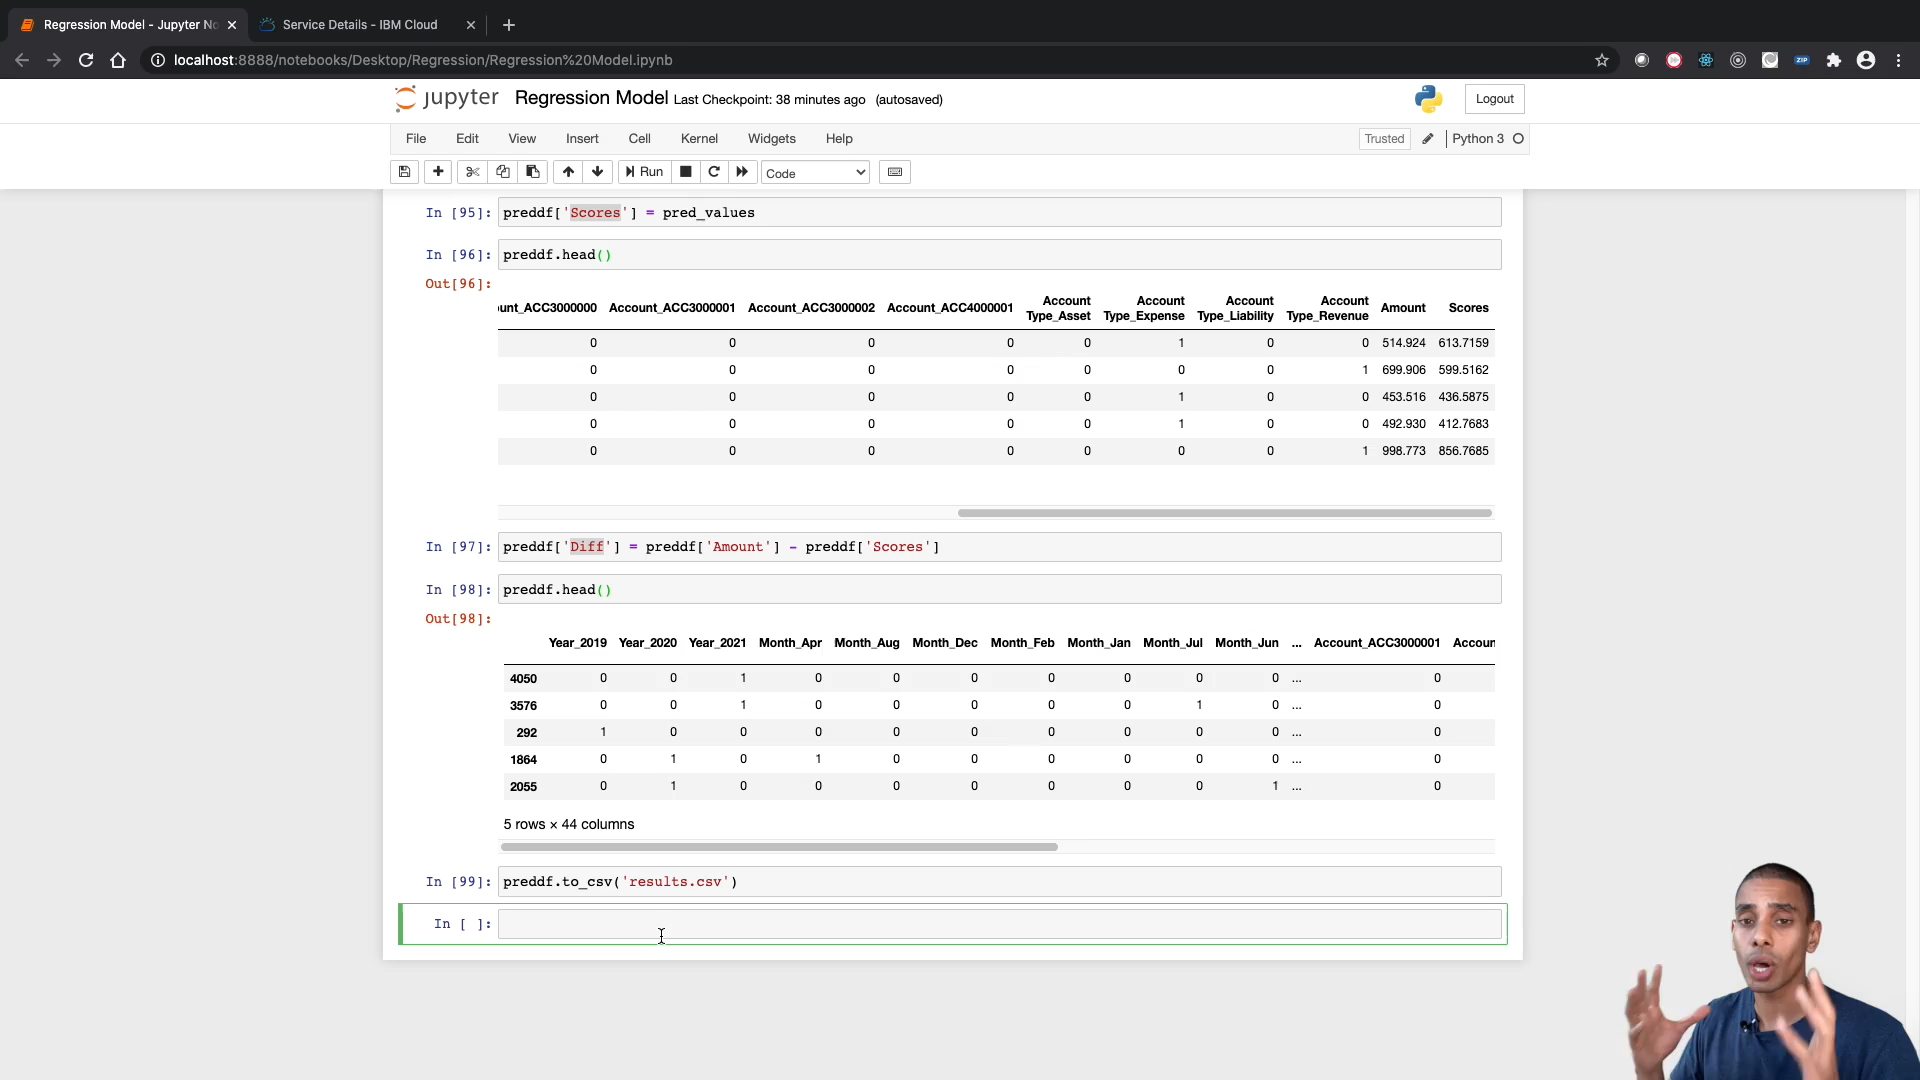 Regression Model - Jupyter No
Service Details - IBM Cloud
localhost:8888/notebooks/Desktop/Regression/Regression%20Model.ipynb
ZIP
jupyter Regression Model Last Checkpoint: 38 minutes ago (autosaved)
Logout
File Edit View Insert Cell Kernel Widgets Help
Trusted Python 3
Run Code
In [95]: preddf['Scores'] = pred_values
In [96]: preddf.head()
Out[96]:
unt_ACC3000000 Account_ACC3000001 Account_ACC3000002 Account_ACC4000001 Account Type_Asset Account Type_Expense Account Type_Liability Account Type_Revenue Amount Scores
0 0 0 0 0 1 0 0 514.924 613.7159
0 0 0 0 0 0 0 1 699.906 599.5162
0 0 0 0 0 1 0 0 453.516 436.5875
0 0 0 0 0 1 0 0 492.930 412.7683
0 0 0 0 0 0 0 1 998.773 856.7685
In [97]: preddf['Diff'] = preddf['Amount'] - preddf['Scores']
In [98]: preddf.head()
Out[98]:
Year_2019 Year_2020 Year_2021 Month_Apr Month_Aug Month_Dec Month_Feb Month_Jan Month_Jul Month_Jun ... Account_ACC3000001 Accoun
4050 0 0 1 0 0 0 0 0 0 0 ... 0
3576 0 0 1 0 0 0 0 0 1 0 ... 0
292 1 0 0 0 0 0 0 0 0 0 ... 0
1864 0 1 0 1 0 0 0 0 0 0 ... 0
2055 0 1 0 0 0 0 0 0 0 1 ... 0
5 rows × 44 columns
In [99]: preddf.to_csv('results.csv')
In [ ]: